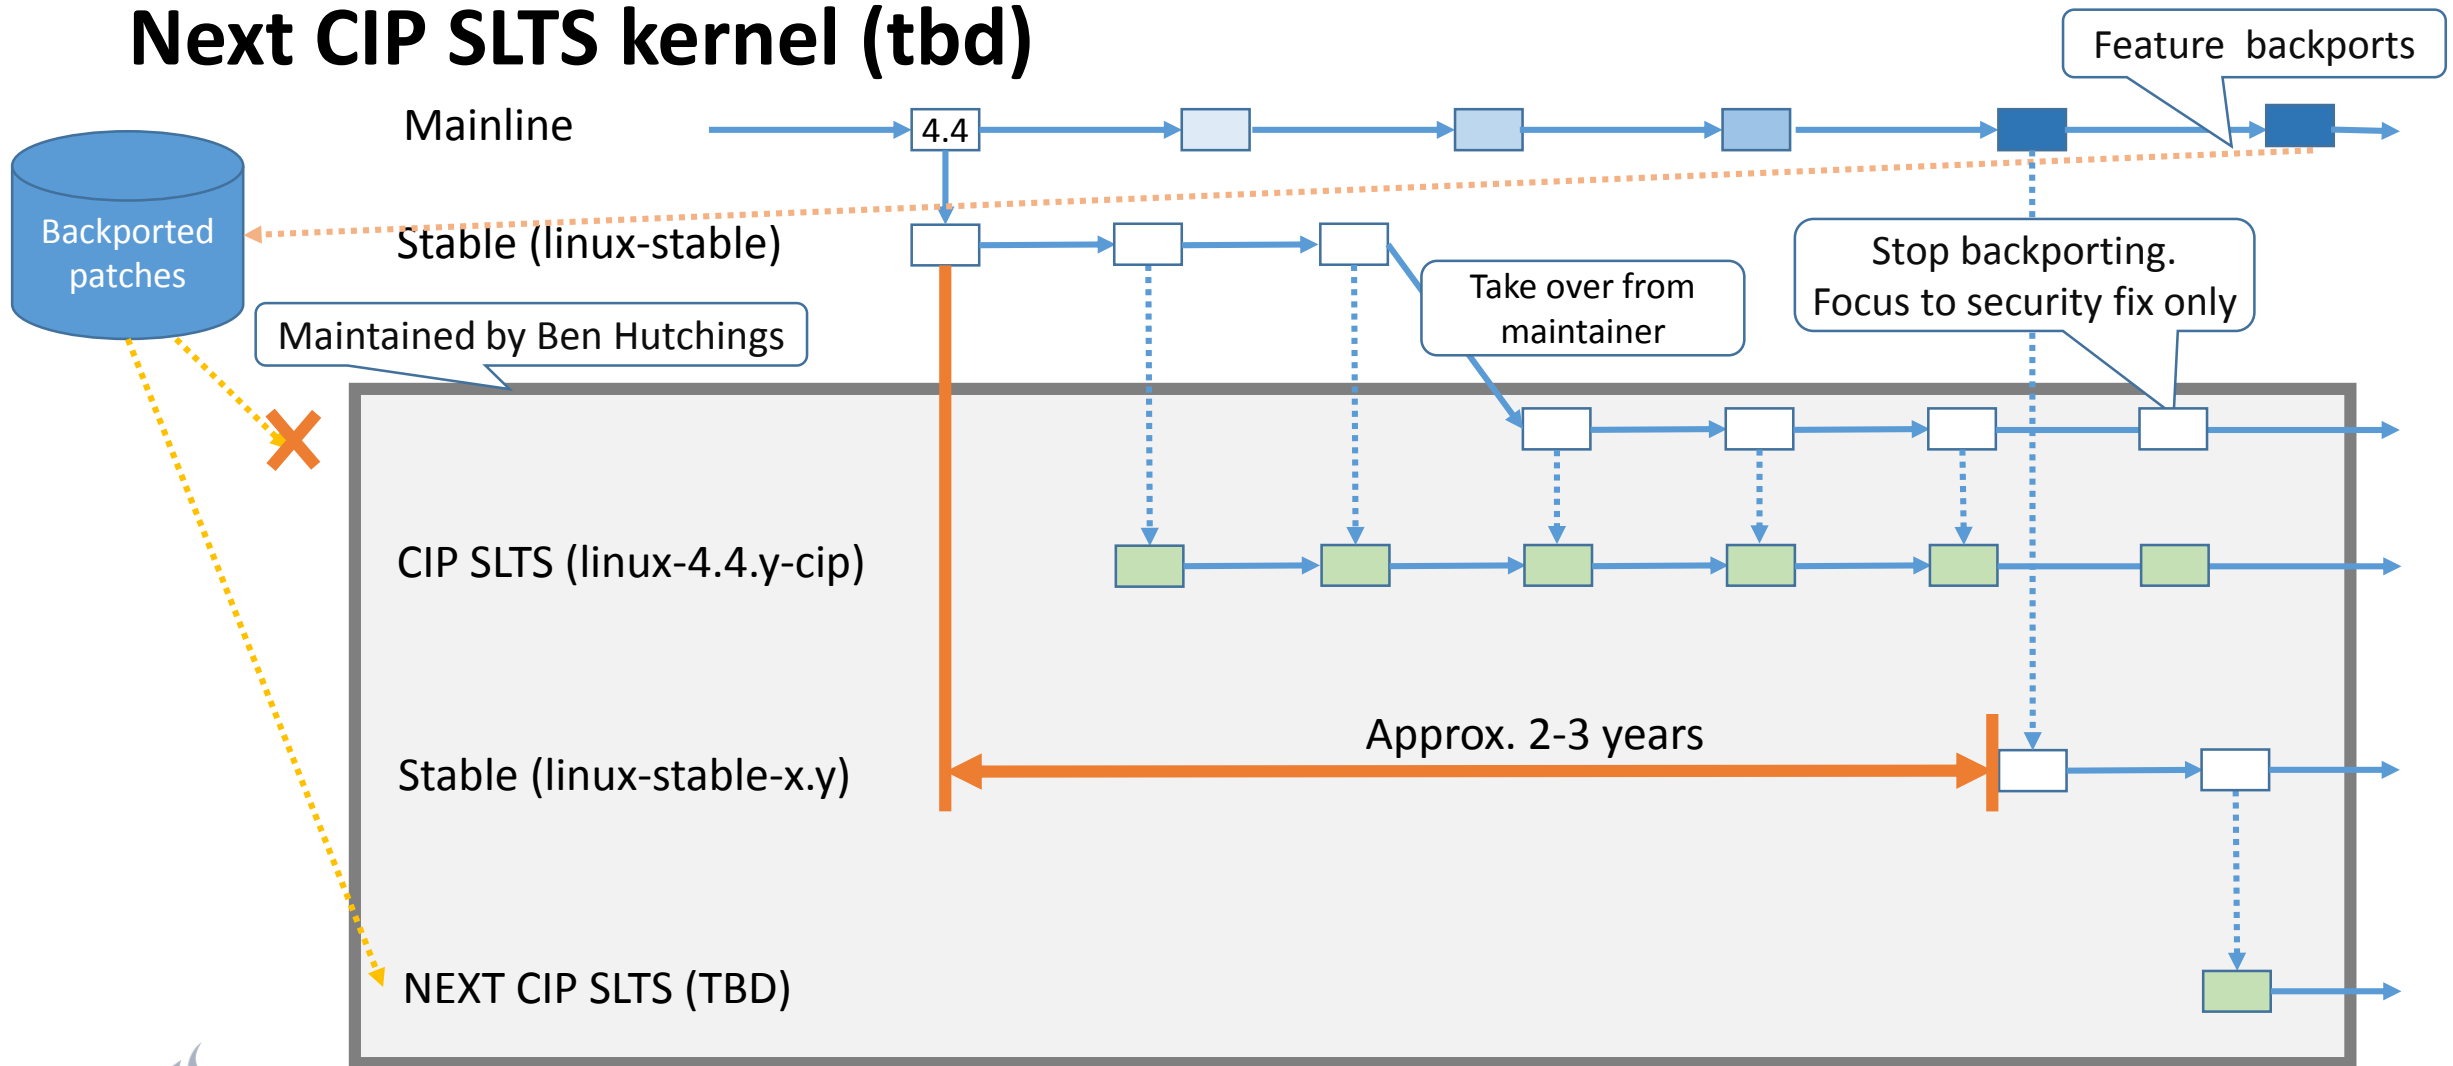 Next CIP SLTS kernel (tbd)
Feature backports
Mainline
4.4
Backported
patches
Stable (linux-stable)
Stop backporting.
Focus to security fix only
Take over from
maintainer
Maintained by Ben Hutchings
CIP SLTS (linux-4.4.y-cip)
Approx. 2-3 years
Stable (linux-stable-x.y)
NEXT CIP SLTS (TBD)